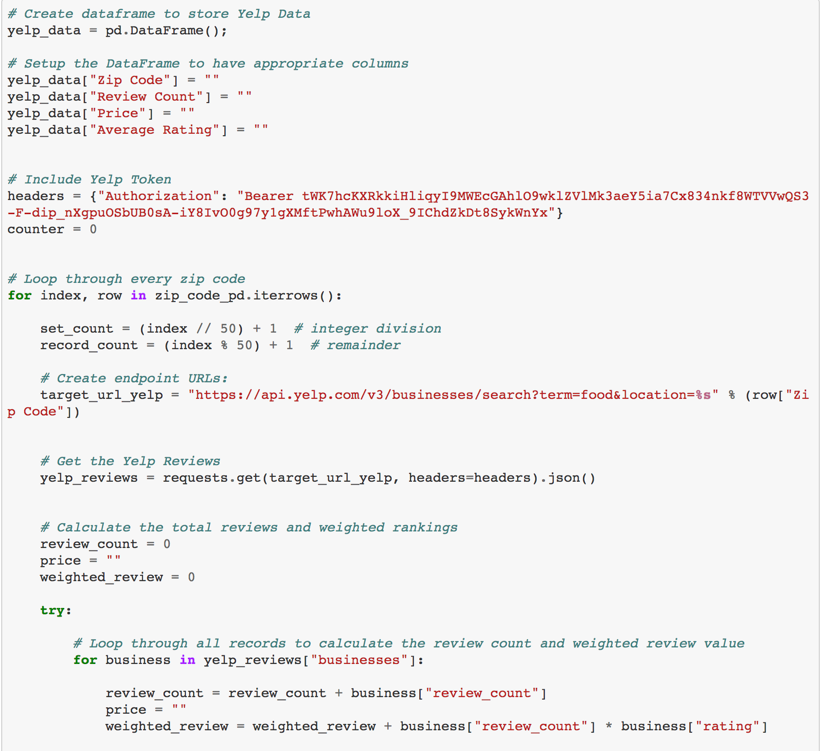 # Create dataframe to store Yelp Data
yelp_data = pd.DataFrame();
# Setup the DataFrame to have appropriate columns
yelp_data["Zip Code"] = ""
yelp_data["Review Count"] = ""
yelp_data["Price"] = ""
yelp_data["Average Rating"] = ""
# Include Yelp Token
headers = {"Authorization": "Bearer tWK7hcKXRkkiHliqyI9MWEcGAhlO9wklZVlMk3aeY5ia7Cx834nkf8WTVVwQS3
-F-dip_nXgpuOSbUB0sA-iY8IvO0g97y1gXMftPwhAWu9loX_9IChdZkDt8SykWnYx"}
counter = 0
# Loop through every zip code
for index, row in zip_code_pd.iterrows():
    set_count = (index // 50) + 1  # integer division
    record_count = (index % 50) + 1  # remainder
    # Create endpoint URLs:
    target_url_yelp = "https://api.yelp.com/v3/businesses/search?term=food&location=%s" % (row["Zi
p Code"])
    # Get the Yelp Reviews
    yelp_reviews = requests.get(target_url_yelp, headers=headers).json()
    # Calculate the total reviews and weighted rankings
    review_count = 0
    price = ""
    weighted_review = 0
    try:
        # Loop through all records to calculate the review count and weighted review value
        for business in yelp_reviews["businesses"]:
            review_count = review_count + business["review_count"]
            price = ""
            weighted_review = weighted_review + business["review_count"] * business["rating"]